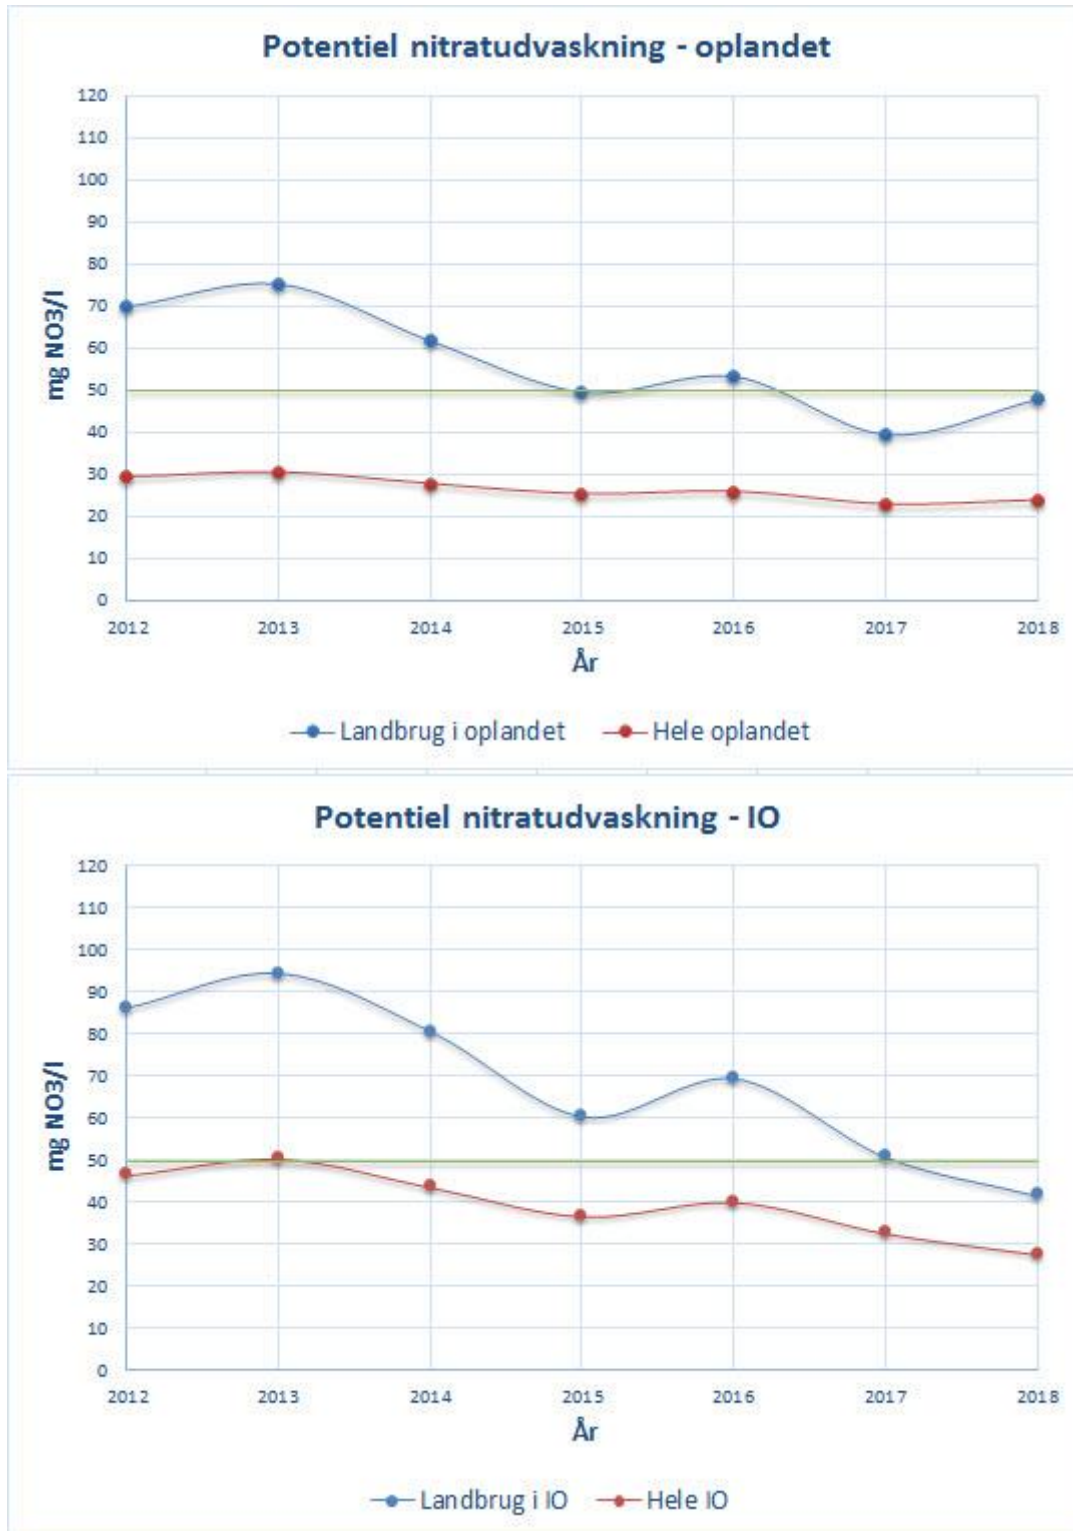 Potentiel nitratudvaskning - oplandet
120
110
100
90
80
70
60
50
40
30
20
10
0
mg NO3/l
2012 2013 2014 2015 2016 2017 2018
År
Landbrug i oplandet Hele oplandet
Potentiel nitratudvaskning - IO
120
110
100
90
80
70
60
50
40
30
20
10
0
mg NO3/l
2012 2013 2014 2015 2016 2017 2018
År
Landbrug i IO Hele IO